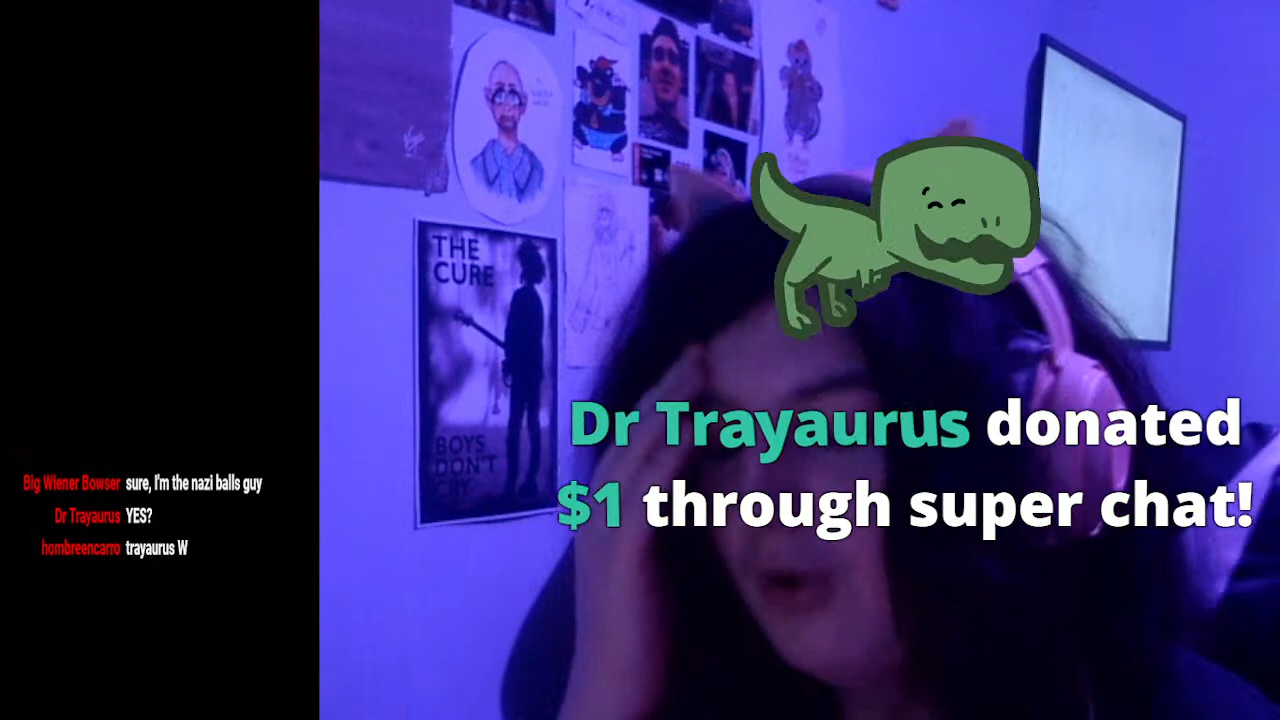 THE
CURE
BOYS
DON'T
CRY
Dr Trayaurus donated
$1 through super chat!
Big Wiener Bowser sure, I'm the nazi balls guy
Dr Trayaurus YES?
hombreencarro trayaurus W